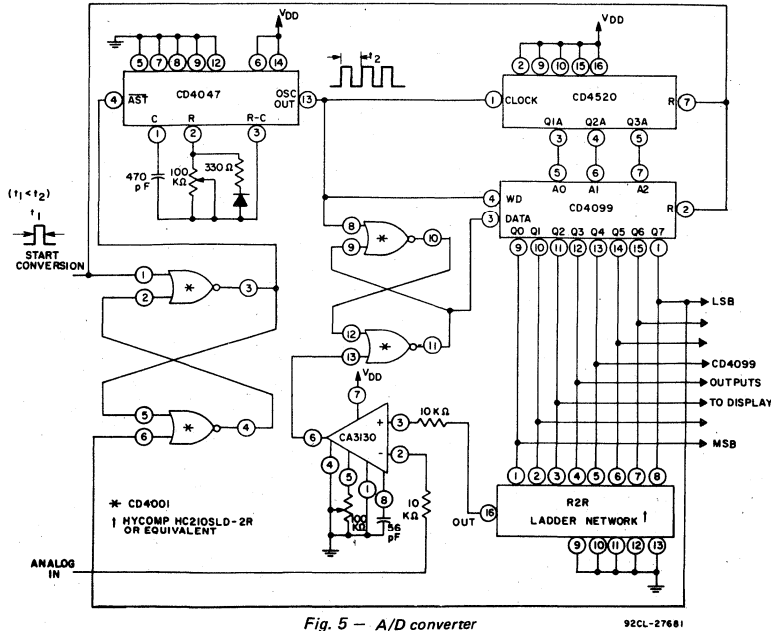 VDD
5 7 8 9 12 6 14
4 AST CD4047 OSC OUT 13
C R R-C
1 2 3
470 pF
100 KΩ
330 Ω
t2
VDD
2 9 10 15 16
1 CLOCK CD4520 R 7
Q1A Q2A Q3A
3 4 5
5 6 7
A0 A1 A2
4 WD
3 DATA CD4099 R 2
Q0 Q1 Q2 Q3 Q4 Q5 Q6 Q7
9 10 11 12 13 14 15 1
(t1 < t2)
t1
START CONVERSION
1
2
* 3
5
6
* 4
8
9
* 10
12
13
* 11
LSB
CD4099
OUTPUTS
TO DISPLAY
MSB
VDD
7
6 CA3130 + 3 10 KΩ
- 2
4 5 1 8
100 KΩ
56 pF
10 KΩ
1 2 3 4 5 6 7 8
OUT 16
R2R
LADDER NETWORK †
9 10 11 12 13
* CD4001
† HYCOMP HC210SLD-2R
OR EQUIVALENT
ANALOG IN
Fig. 5 — A/D converter
92CL-27681